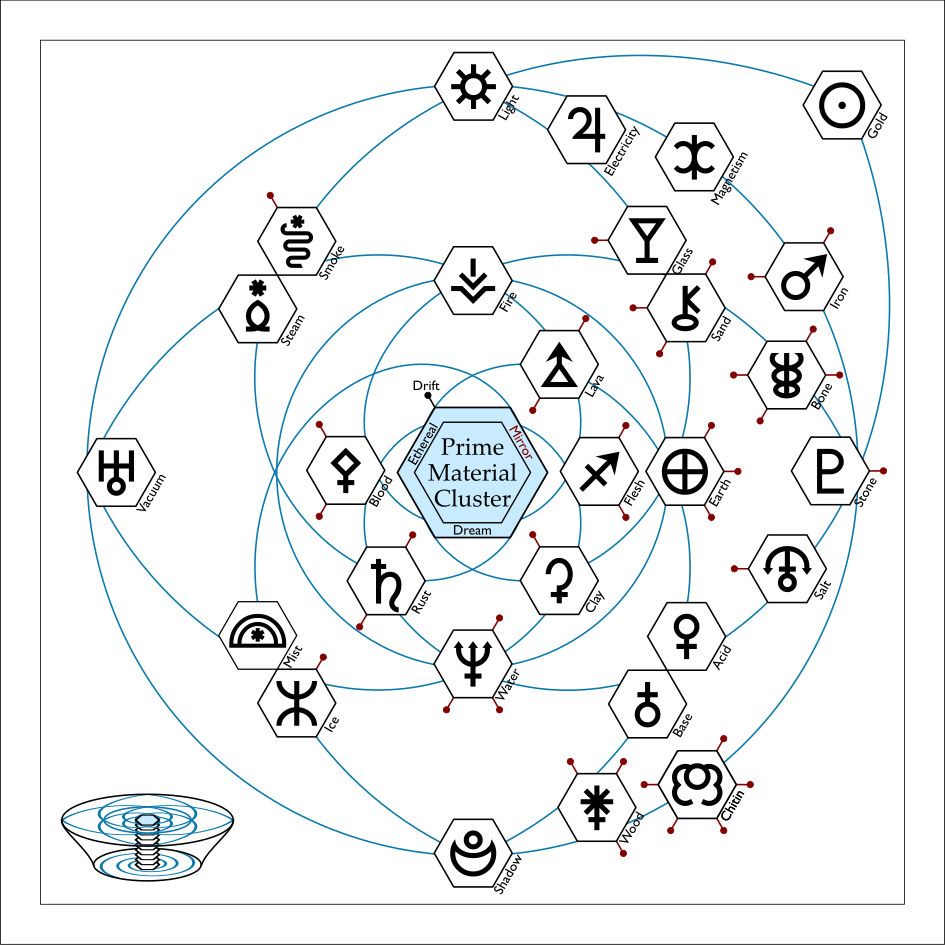 Light
Electricity
Gold
Magnetism
Smoke
Glass
Fire
Iron
Steam
Sand
Lava
Bone
Drift
Ethereal
Mirror
Prime
Material
Cluster
Dream
Vacuum
Blood
Flesh
Earth
Stone
Rust
Clay
Salt
Mist
Water
Acid
Ice
Base
Wood
Chitin
Shadow